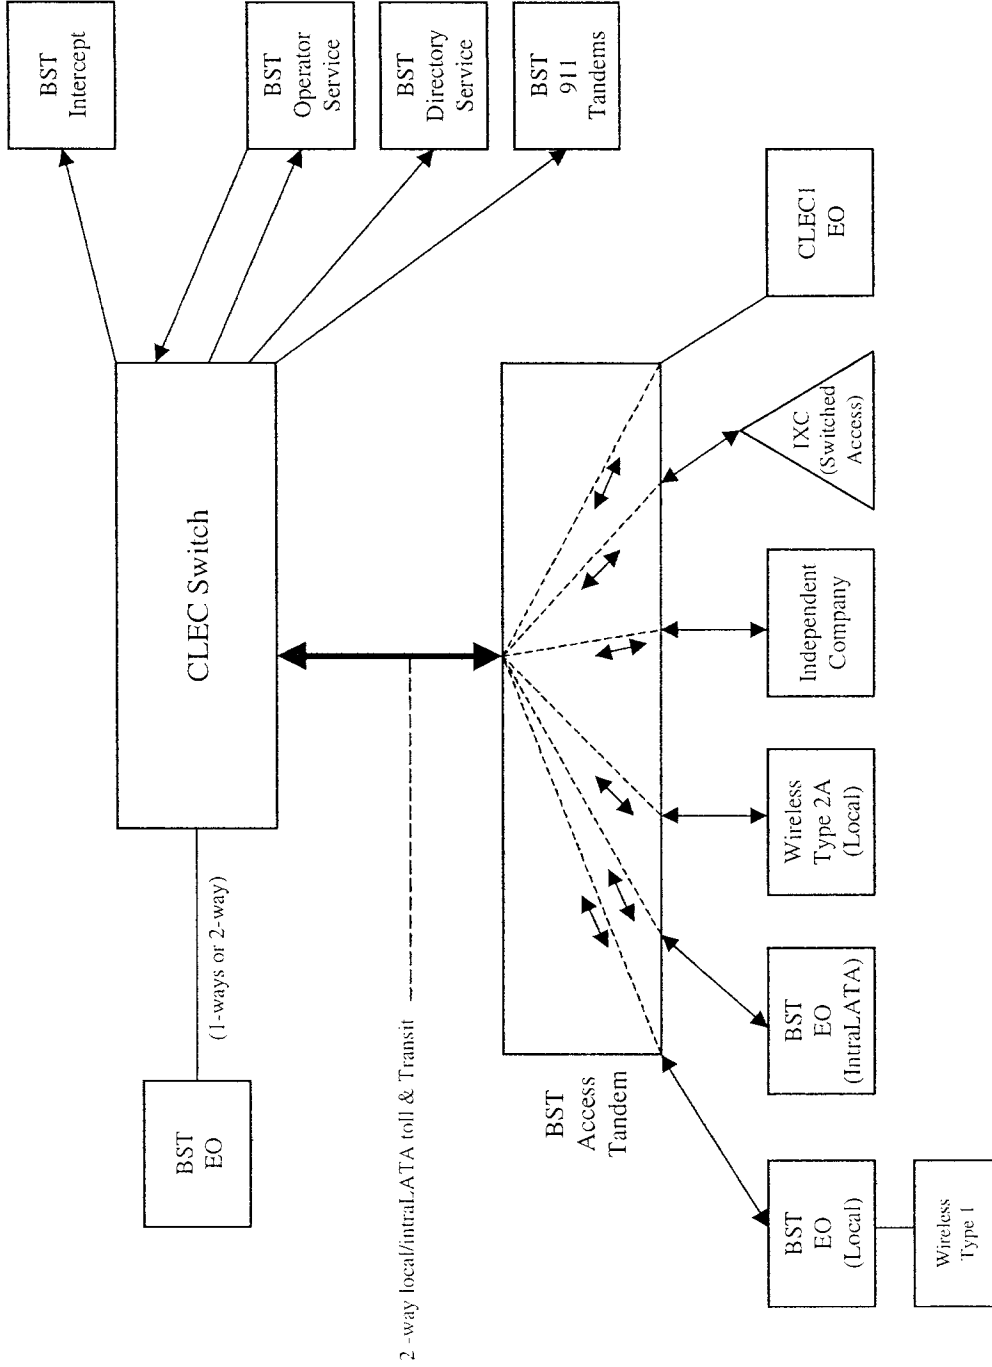 BST
Intercept
BST
Operator
Service
BST
Directory
Service
BST
911
Tandems
CLEC Switch
(1-ways or 2-way)
BST
EO
2 -way local/intraLATA toll & Transit
BST
Access
Tandem
CLEC1
EO
IXC
(Switched
Access)
Independent
Company
Wireless
Type 2A
(Local)
BST
EO
(IntraLATA)
BST
EO
(Local)
Wireless
Type 1